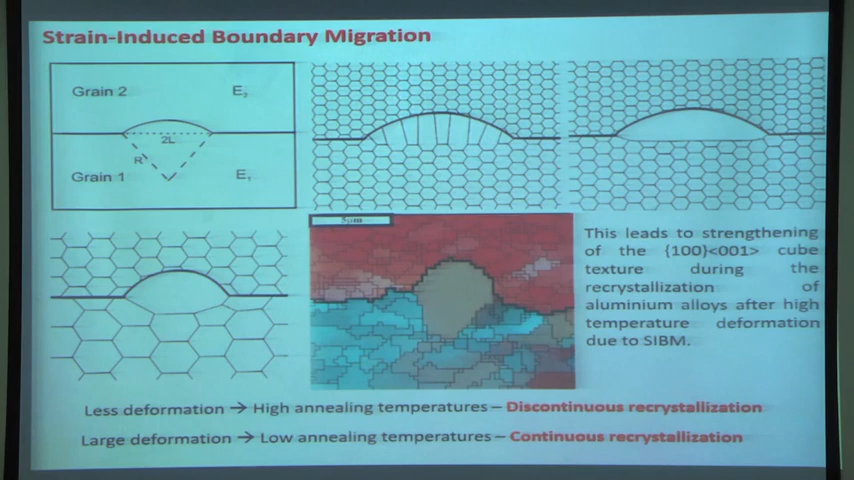 Strain-Induced Boundary Migration
Grain 2
E₂
2L
R
Grain 1
E₁
5μm
This leads to strengthening
of the {100}<001> cube
texture during the
recrystallization of
aluminium alloys after high
temperature deformation
due to SIBM.
Less deformation → High annealing temperatures – Discontinuous recrystallization
Large deformation → Low annealing temperatures – Continuous recrystallization